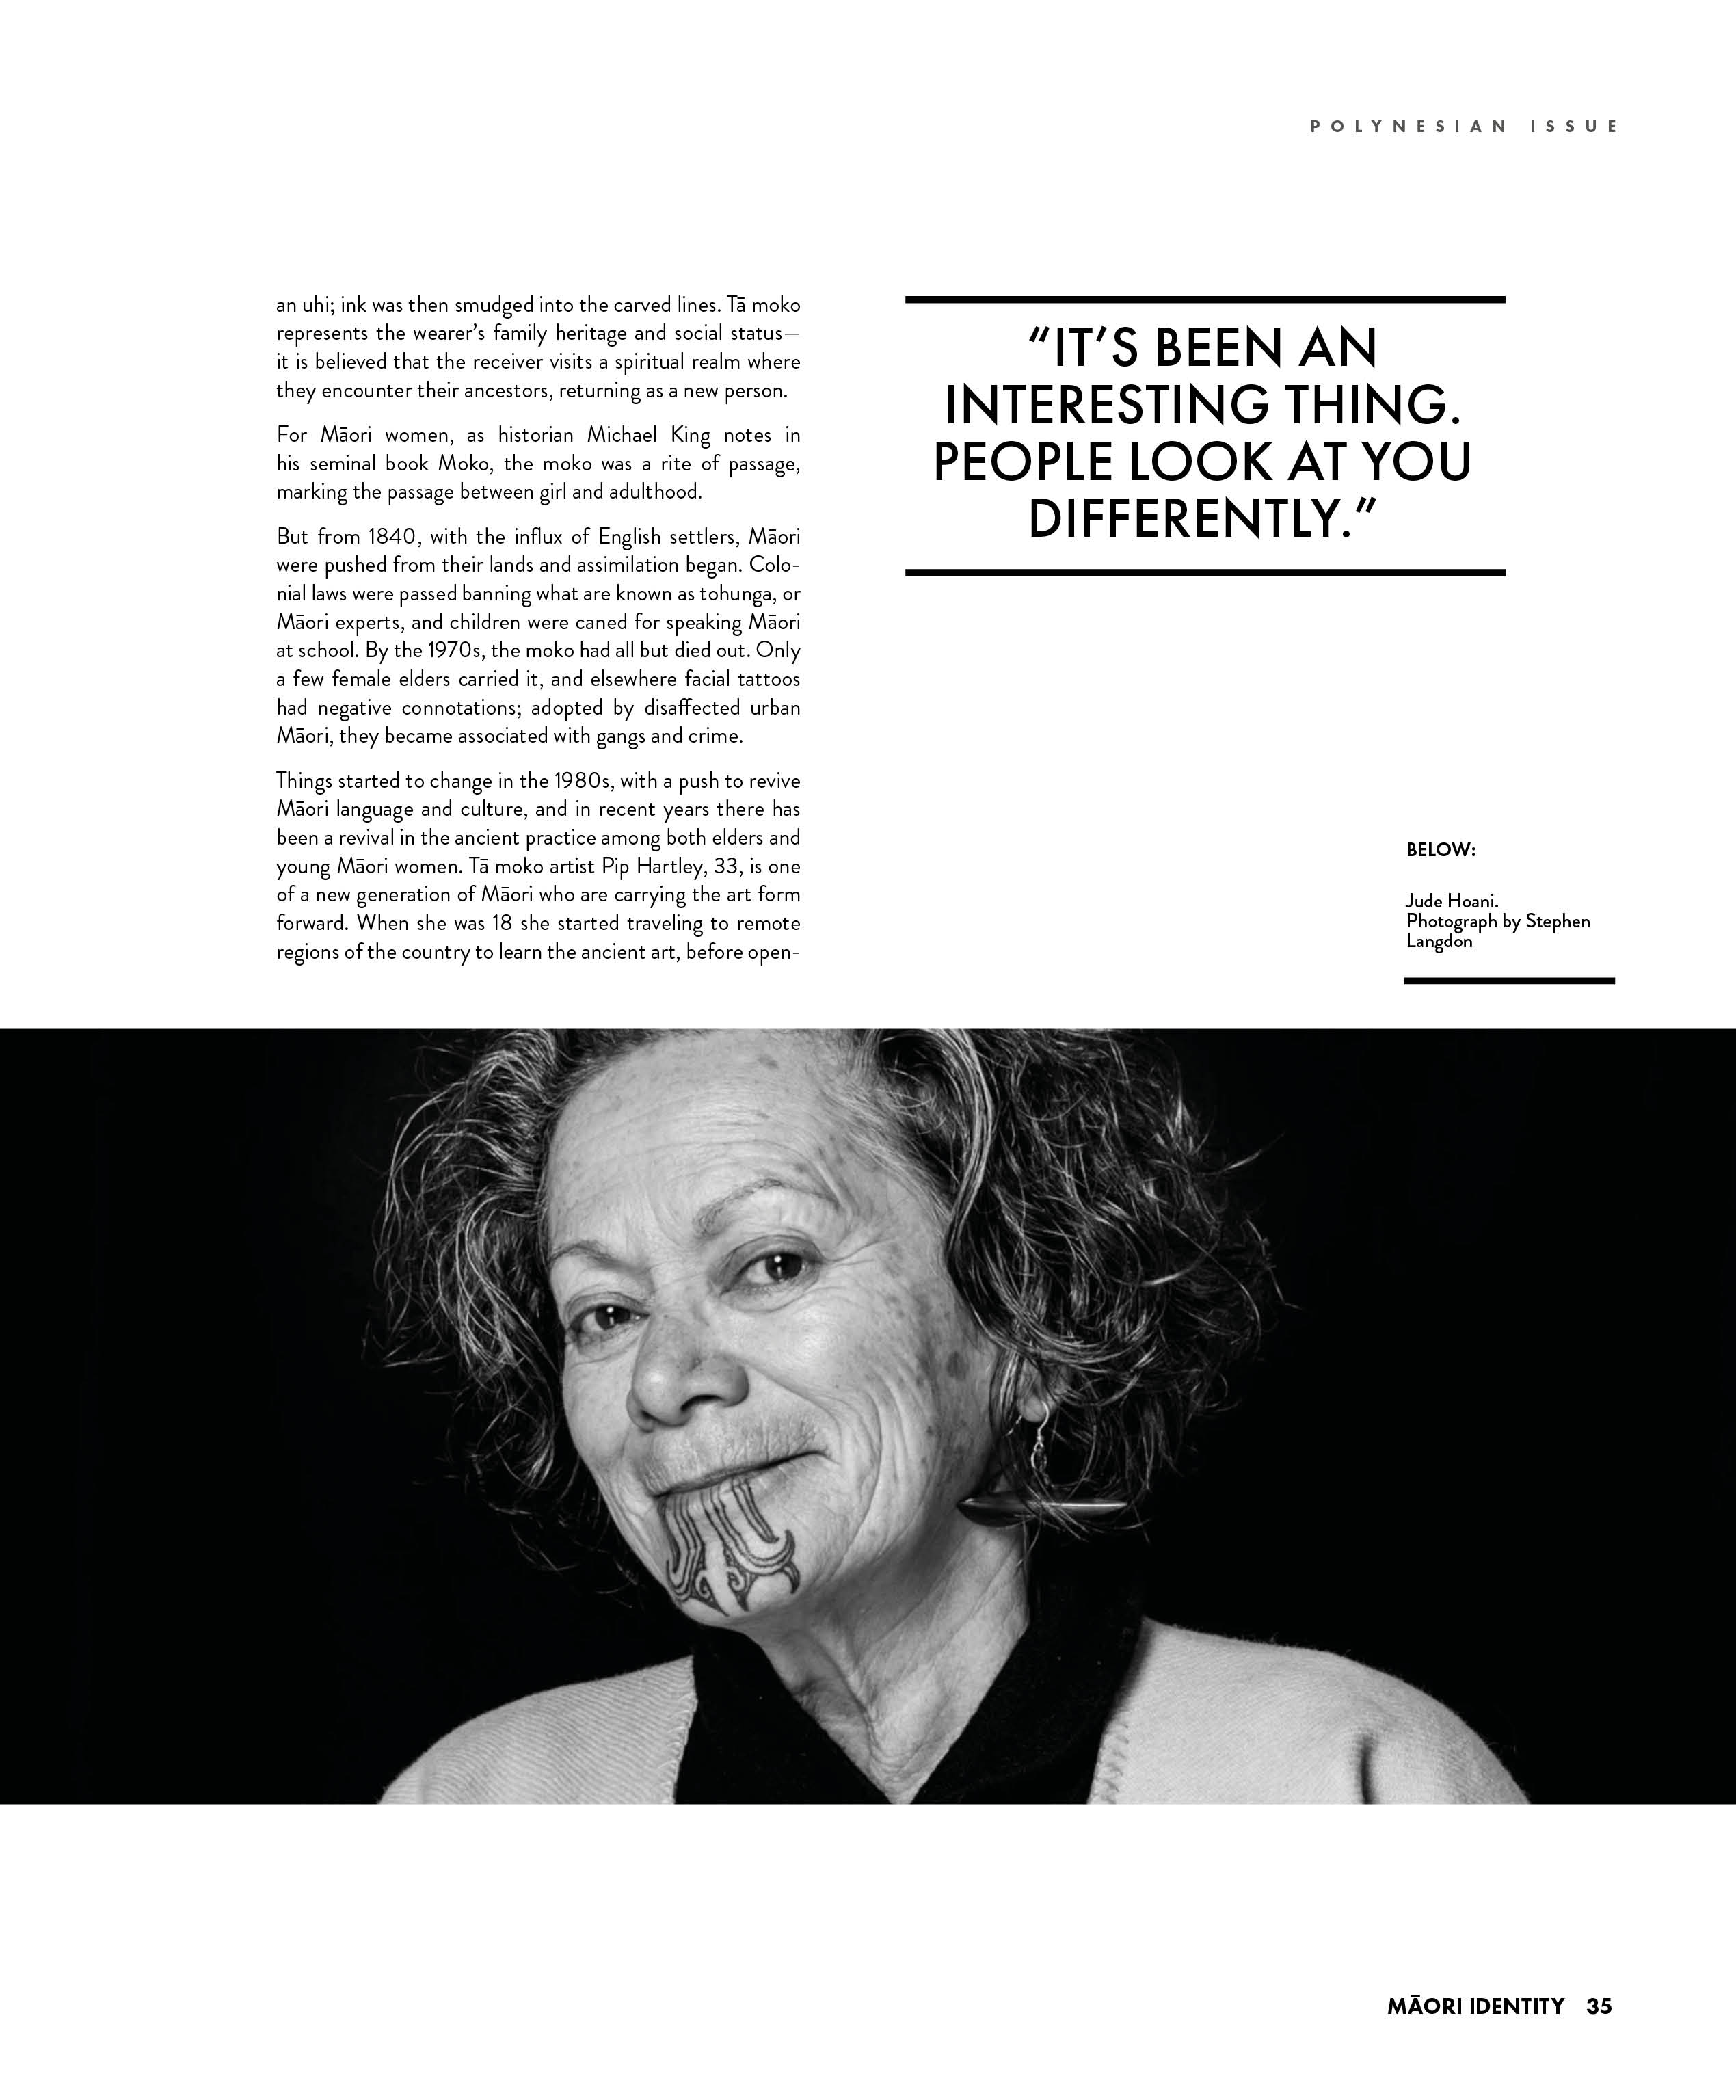 POLYNESIAN ISSUE
an uhi; ink was then smudged into the carved lines. Tā moko
represents the wearer’s family heritage and social status—
it is believed that the receiver visits a spiritual realm where
they encounter their ancestors, returning as a new person.
For Māori women, as historian Michael King notes in
his seminal book Moko, the moko was a rite of passage,
marking the passage between girl and adulthood.
But from 1840, with the influx of English settlers, Māori
were pushed from their lands and assimilation began. Colo-
nial laws were passed banning what are known as tohunga, or
Māori experts, and children were caned for speaking Māori
at school. By the 1970s, the moko had all but died out. Only
a few female elders carried it, and elsewhere facial tattoos
had negative connotations; adopted by disaffected urban
Māori, they became associated with gangs and crime.
Things started to change in the 1980s, with a push to revive
Māori language and culture, and in recent years there has
been a revival in the ancient practice among both elders and
young Māori women. Tā moko artist Pip Hartley, 33, is one
of a new generation of Māori who are carrying the art form
forward. When she was 18 she started traveling to remote
regions of the country to learn the ancient art, before open-
“IT’S BEEN AN
INTERESTING THING.
PEOPLE LOOK AT YOU
DIFFERENTLY.”
BELOW:
Jude Hoani.
Photograph by Stephen
Langdon
MĀORI IDENTITY 35